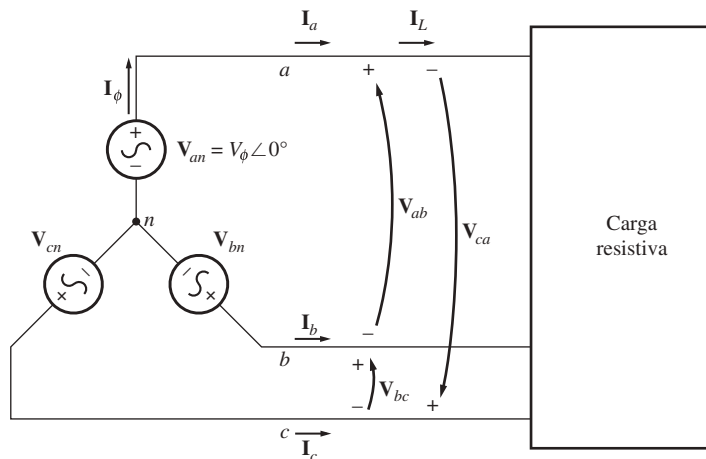 I_a
I_L
a
+
−
I_ϕ
+
−
V_an = V_ϕ∠0°
n
V_cn
V_bn
−
+
−
+
V_ab
V_ca
Carga
resistiva
I_b
−
b
+
V_bc
−
+
c
I_c